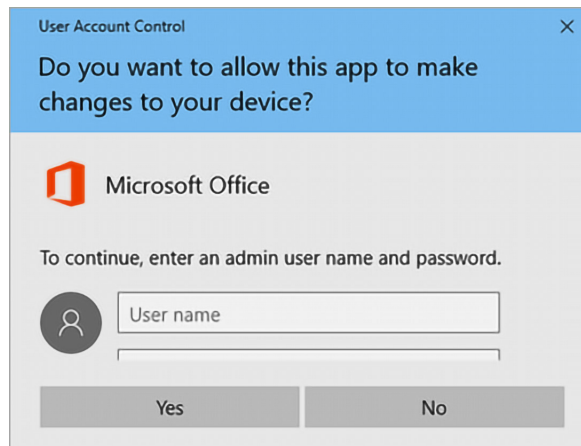 User Account Control
Do you want to allow this app to make
changes to your device?
Microsoft Office
To continue, enter an admin user name and password.
User name
Yes
No